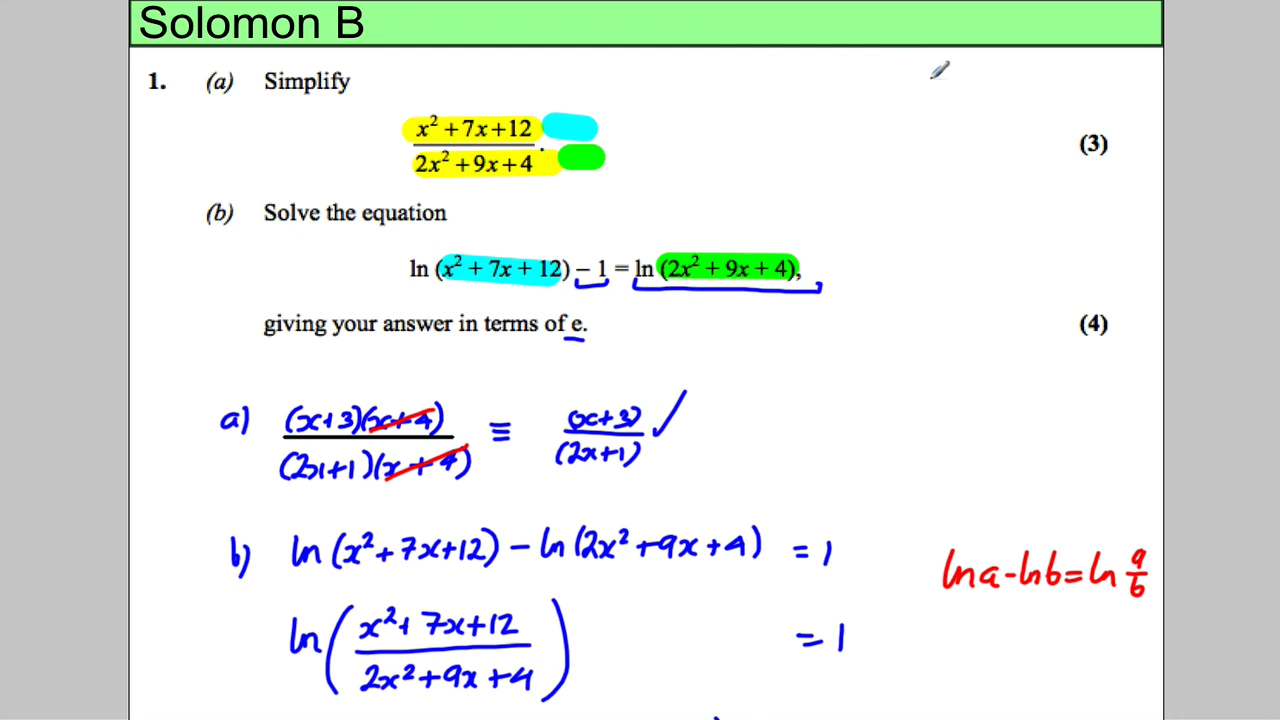 Solomon B
1. (a) Simplify
x² + 7x + 12
2x² + 9x + 4 .
(3)
(b) Solve the equation
ln (x² + 7x + 12) − 1 = ln (2x² + 9x + 4),
giving your answer in terms of e.
(4)
a) (x+3)(x+4) ≡ (x+3) ✓
(2x+1)(x+4) (2x+1)
b) ln (x² + 7x + 12) − ln (2x² + 9x + 4) = 1
ln a - ln b = ln a/b
ln ( x² + 7x + 12 ) = 1
2x² + 9x + 4